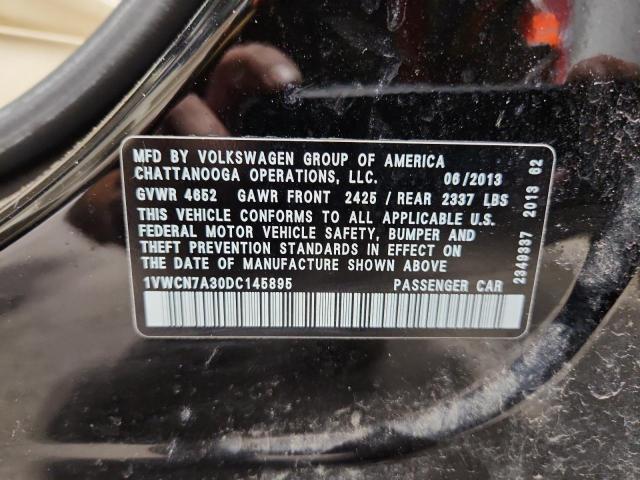 MFD BY VOLKSWAGEN GROUP OF AMERICA
CHATTANOOGA OPERATIONS, LLC. 06/2013
GVWR 4652 GAWR FRONT 2425 / REAR 2337 LBS
THIS VEHICLE CONFORMS TO ALL APPLICABLE U.S.
FEDERAL MOTOR VEHICLE SAFETY, BUMPER AND
THEFT PREVENTION STANDARDS IN EFFECT ON
THE DATE OF MANUFACTURE SHOWN ABOVE
1VWCN7A30DC145895 PASSENGER CAR
2349337 2013 62